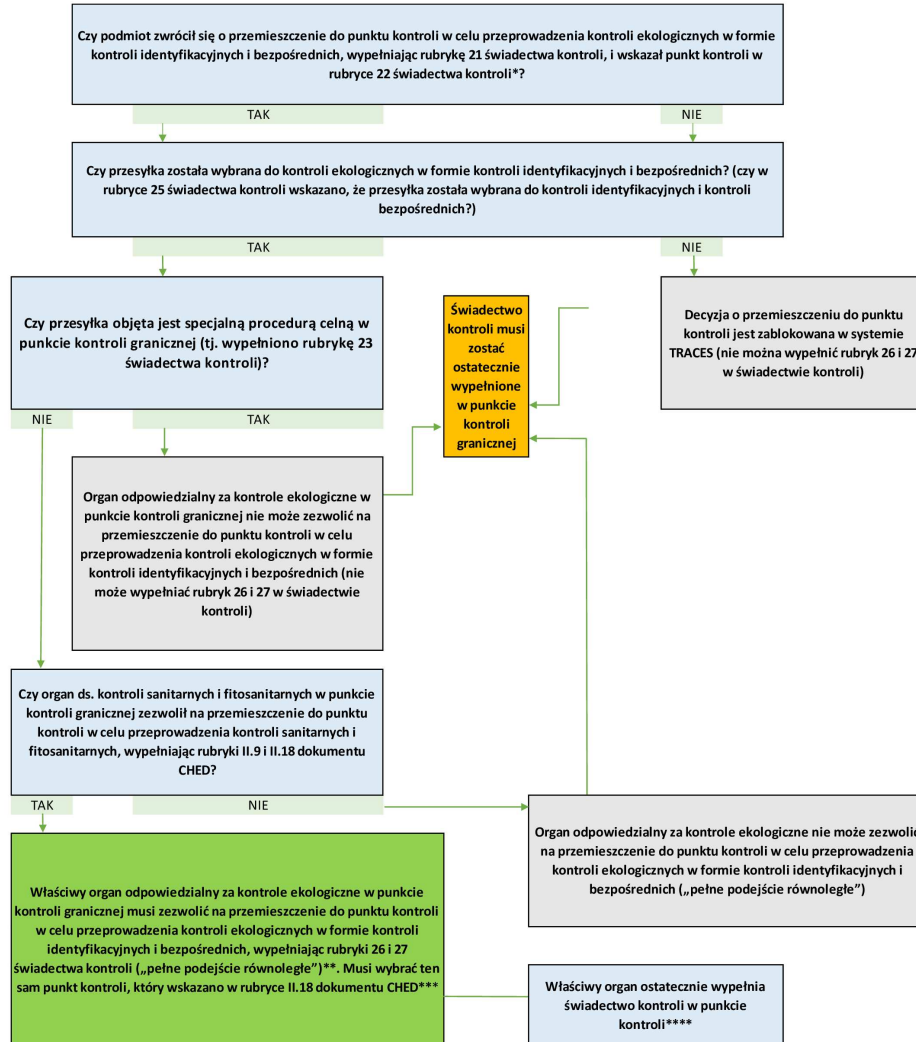 Czy podmiot zwrócił się o przemieszczenie do punktu kontroli w celu przeprowadzenia kontroli ekologicznych w formie
kontroli identyfikacyjnych i bezpośrednich, wypełniając rubrykę 21 świadectwa kontroli, i wskazał punkt kontroli w
rubryce 22 świadectwa kontroli*?
TAK
NIE
Czy przesyłka została wybrana do kontroli ekologicznych w formie kontroli identyfikacyjnych i bezpośrednich? (czy w
rubryce 25 świadectwa kontroli wskazano, że przesyłka została wybrana do kontroli identyfikacyjnych i kontroli
bezpośrednich?)
TAK
NIE
Czy przesyłka objęta jest specjalną procedurą celną w
punkcie kontroli granicznej (tj. wypełniono rubrykę 23
świadectwa kontroli)?
Świadectwo
kontroli musi
zostać
ostatecznie
wypełnione
w punkcie
kontroli
granicznej
Decyzja o przemieszczeniu do punktu
kontroli jest zablokowana w systemie
TRACES (nie można wypełnić rubryk 26 i 27
w świadectwie kontroli)
NIE
TAK
Organ odpowiedzialny za kontrole ekologiczne w
punkcie kontroli granicznej nie może zezwolić na
przemieszczenie do punktu kontroli w celu
przeprowadzenia kontroli ekologicznych w formie
kontroli identyfikacyjnych i bezpośrednich (nie
może wypełniać rubryk 26 i 27 w świadectwie
kontroli)
Czy organ ds. kontroli sanitarnych i fitosanitarnych w punkcie
kontroli granicznej zezwolił na przemieszczenie do punktu
kontroli w celu przeprowadzenia kontroli sanitarnych i
fitosanitarnych, wypełniając rubryki II.9 i II.18 dokumentu
CHED?
TAK
NIE
Organ odpowiedzialny za kontrole ekologiczne nie może zezwolić
na przemieszczenie do punktu kontroli w celu przeprowadzenia
kontroli ekologicznych w formie kontroli identyfikacyjnych i
bezpośrednich („pełne podejście równoległe”)
Właściwy organ odpowiedzialny za kontrole ekologiczne w punkcie
kontroli granicznej musi zezwolić na przemieszczenie do punktu kontroli
w celu przeprowadzenia kontroli ekologicznych w formie kontroli
identyfikacyjnych i bezpośrednich, wypełniając rubryki 26 i 27
świadectwa kontroli („pełne podejście równoległe”)**. Musi wybrać ten
sam punkt kontroli, który wskazano w rubryce II.18 dokumentu CHED***
Właściwy organ ostatecznie wypełnia
świadectwo kontroli w punkcie
kontroli****